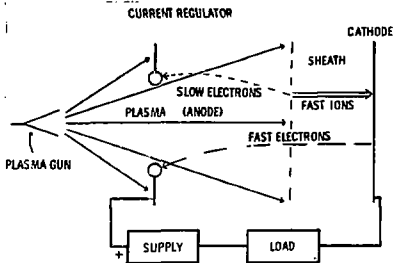 CURRENT REGULATOR
CATHODE
SHEATH
SLOW ELECTRONS
FAST IONS
PLASMA (ANODE)
FAST ELECTRONS
PLASMA GUN
+
SUPPLY
LOAD